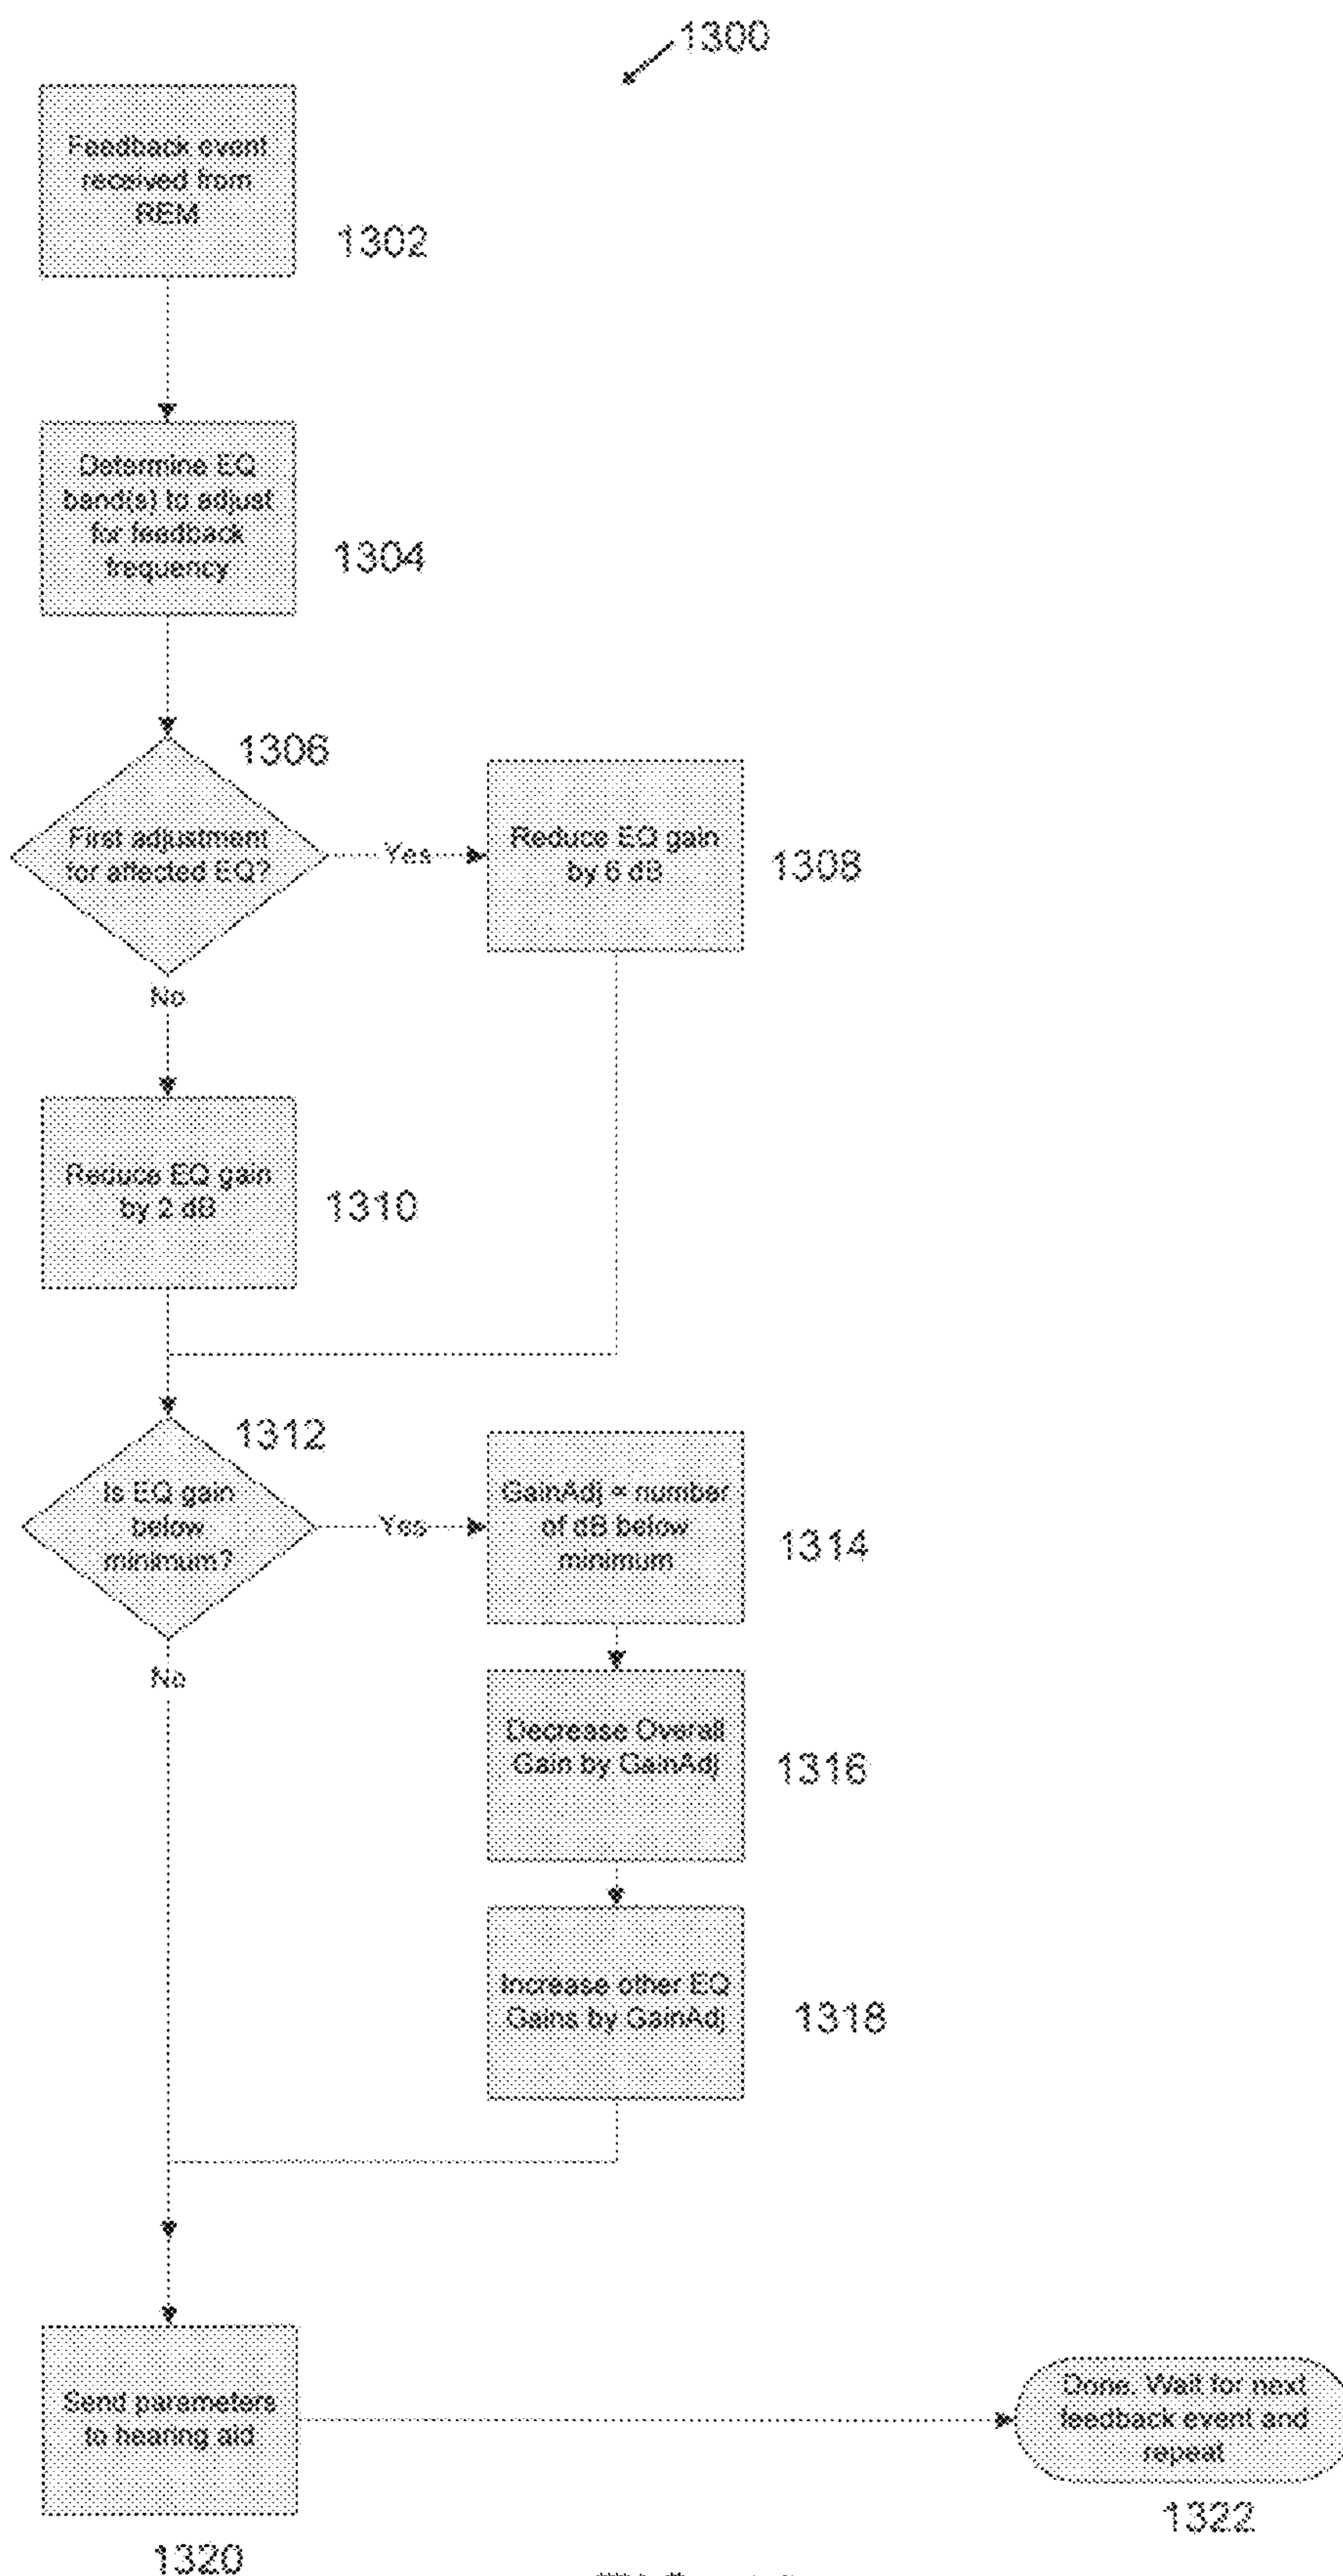 1300
Feedback event
received from
REM
1302
Determine EQ
band(s) to adjust
for feedback
frequency
1304
1306
First adjustment
for affected EQ?
Yes
Reduce EQ gain
by 6 dB
1308
No
Reduce EQ gain
by 2 dB
1310
1312
Is EQ gain
below
minimum?
Yes
GainAdj = number
of dB below
minimum
1314
No
Decrease Overall
Gain by GainAdj
1316
Increase other EQ
Gains by GainAdj
1318
Send parameters
to hearing aid
1320
Done. Wait for next
feedback event and
repeat
1322